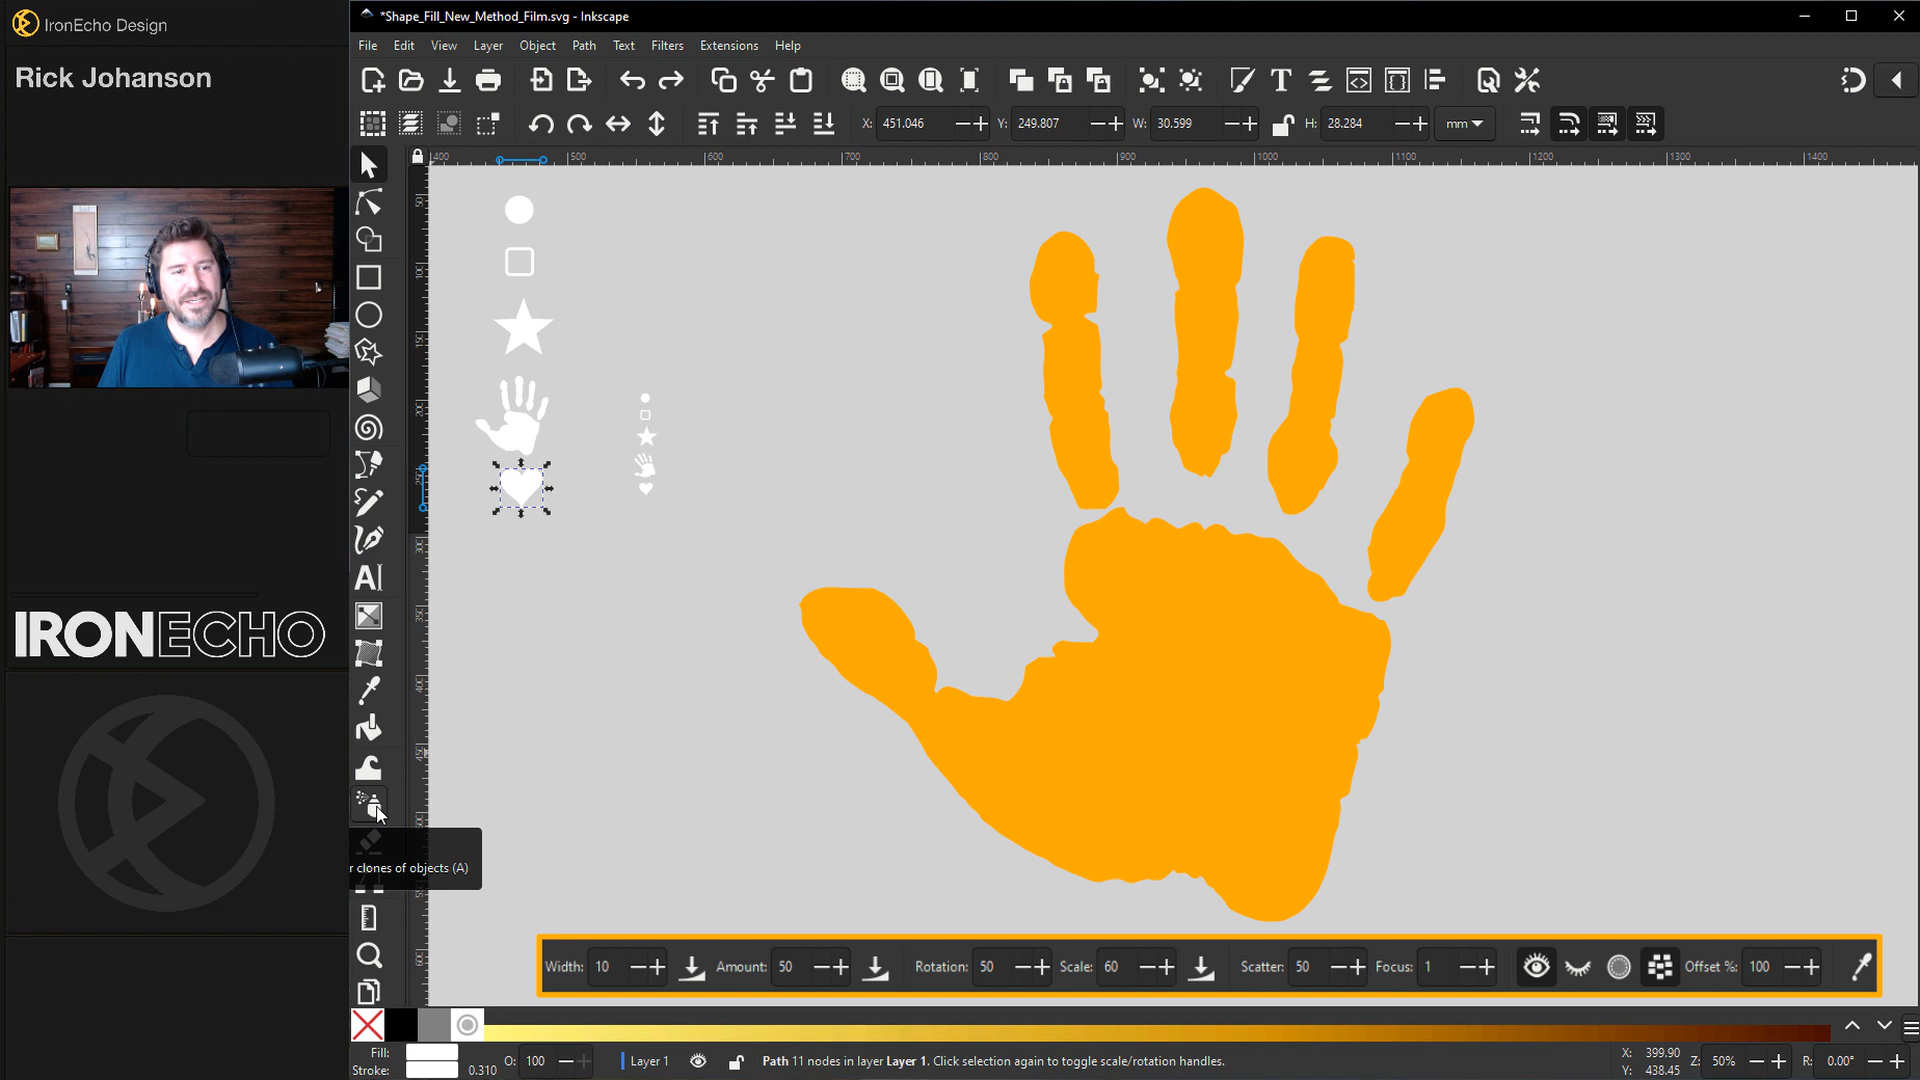 IronEcho Design
Rick Johanson
IRONECHO
*Shape_Fill_New_Method_Film.svg - Inkscape
File Edit View Layer Object Path Text Filters Extensions Help
X: 451.046 Y: 249.807 W: 30.599 H: 28.284 mm
400 500 600 700 800 900 1000 1100 1200 1300 1400
r clones of objects (A)
Width: 10 Amount: 50 Rotation: 50 Scale: 60 Scatter: 50 Focus: 1 Offset %: 100
Fill:
Stroke: 0.310
O: 100
Layer 1
Path 11 nodes in layer Layer 1. Click selection again to toggle scale/rotation handles.
X: 399.90
Y: 438.45
Z: 50%
R: 0.00°